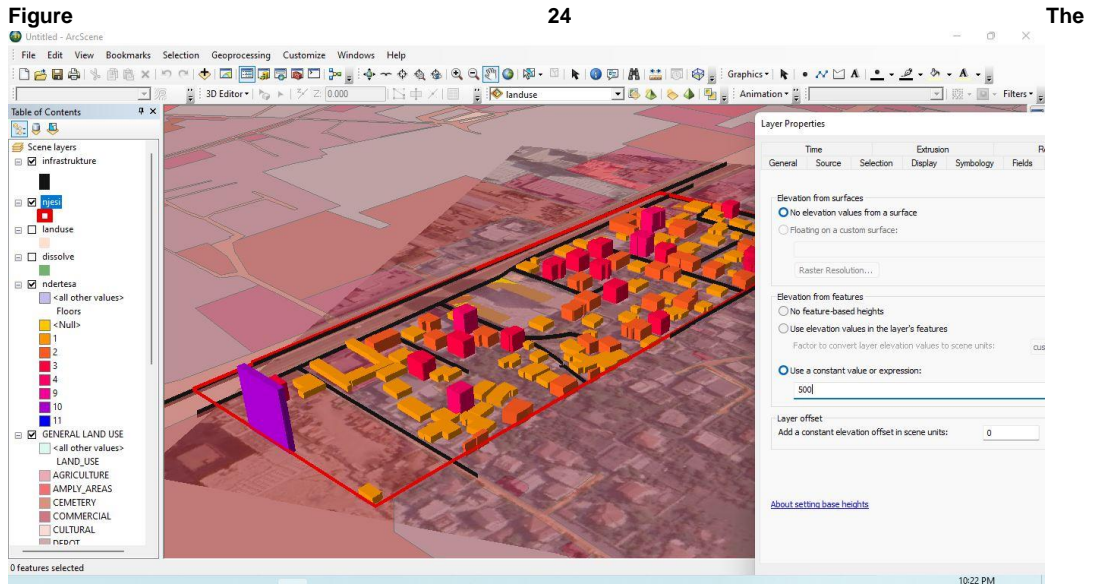 Figure 24 The
Untitled - ArcScene
File Edit View Bookmarks Selection Geoprocessing Customize Windows Help
Graphics
3D Editor Z: 0.000 landuse Animation Filters
Table of Contents
Scene layers
infrastrukture
njesi
landuse
dissolve
ndertesa
<all other values>
Floors
<Null>
1
2
3
4
9
10
11
GENERAL LAND USE
<all other values>
LAND_USE
AGRICULTURE
AMPLY_AREAS
CEMETERY
COMMERCIAL
CULTURAL
DEPOT
0 features selected
Layer Properties
Time Extrusion
General Source Selection Display Symbology Fields
Elevation from surfaces
No elevation values from a surface
Floating on a custom surface:
Raster Resolution...
Elevation from features
No feature-based heights
Use elevation values in the layer's features
Factor to convert layer elevation values to scene units: cus
Use a constant value or expression:
500
Layer offset
Add a constant elevation offset in scene units: 0
About setting base heights
10:22 PM